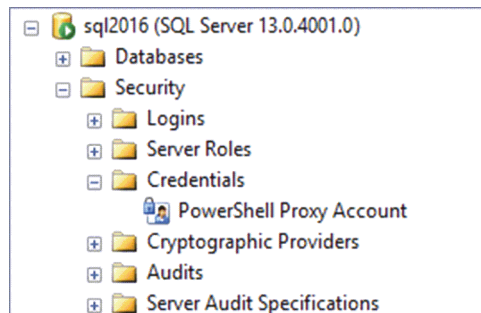 sql2016 (SQL Server 13.0.4001.0)
Databases
Security
Logins
Server Roles
Credentials
PowerShell Proxy Account
Cryptographic Providers
Audits
Server Audit Specifications